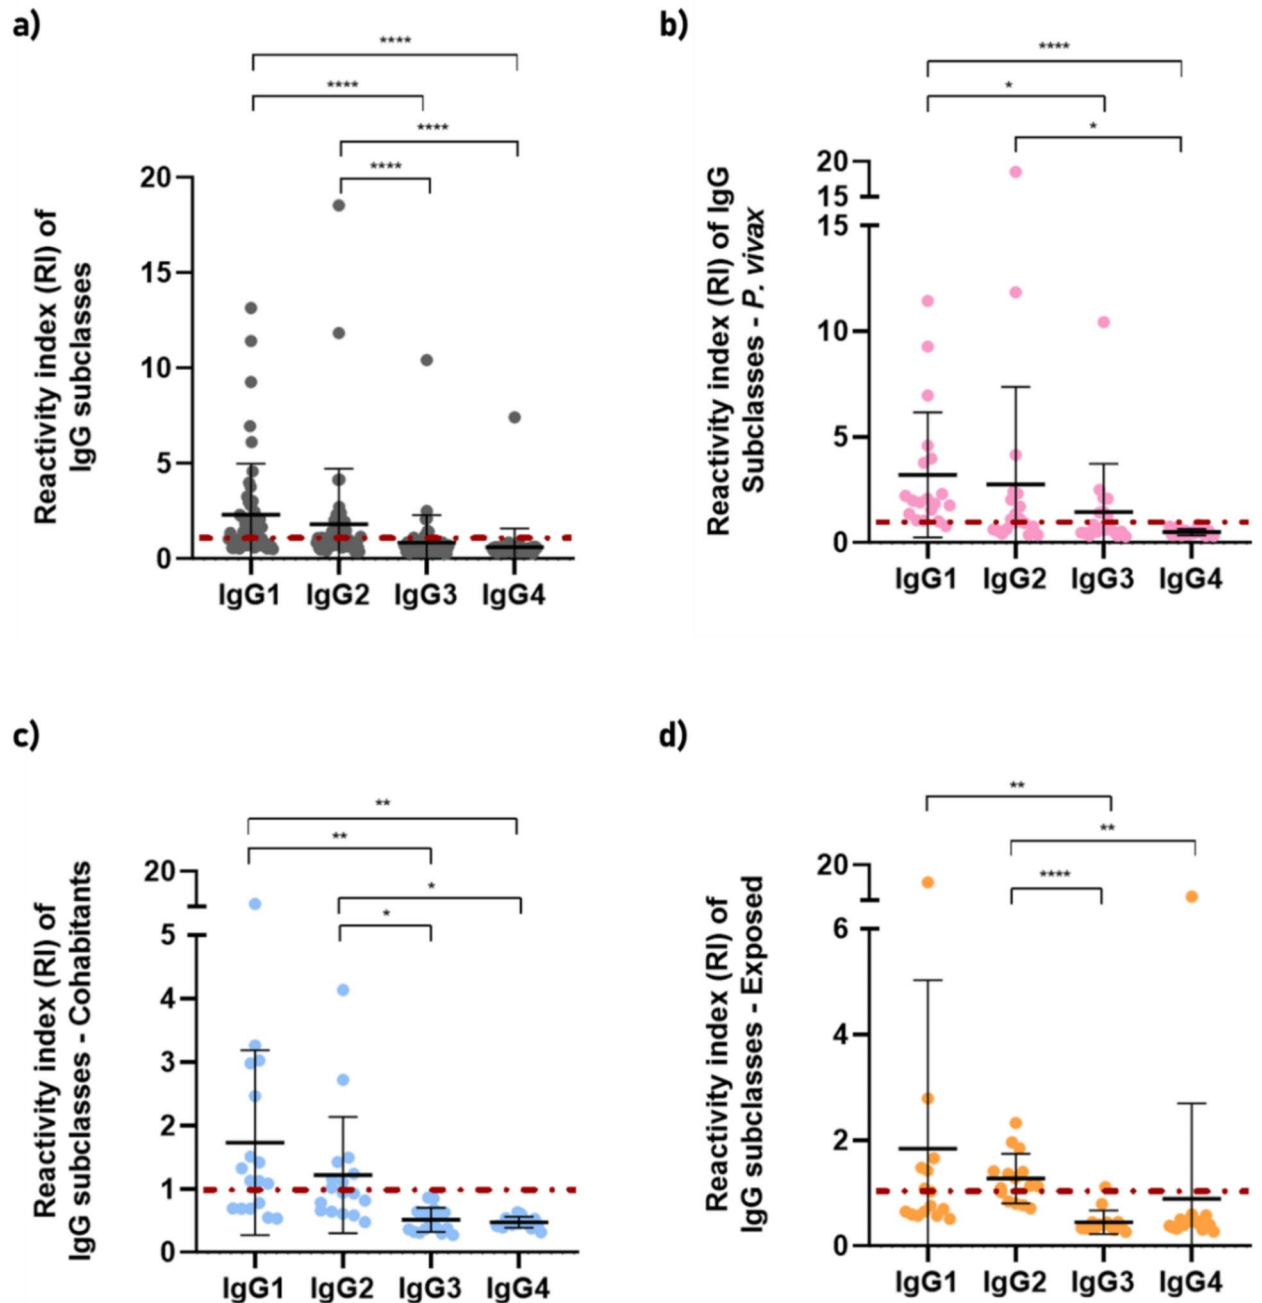 a)
****
****
****
****
Reactivity index (RI) of
IgG subclasses
20
15
10
5
0
IgG1 IgG2 IgG3 IgG4
b)
****
*
*
Reactivity index (RI) of IgG
Subclasses - P. vivax
20
15
15
10
5
0
IgG1 IgG2 IgG3 IgG4
c)
**
**
*
*
Reactivity index (RI) of
IgG subclasses - Cohabitants
20
5
4
3
2
1
0
IgG1 IgG2 IgG3 IgG4
d)
**
**
****
Reactivity index (RI) of
IgG subclasses - Exposed
20
6
4
2
0
IgG1 IgG2 IgG3 IgG4